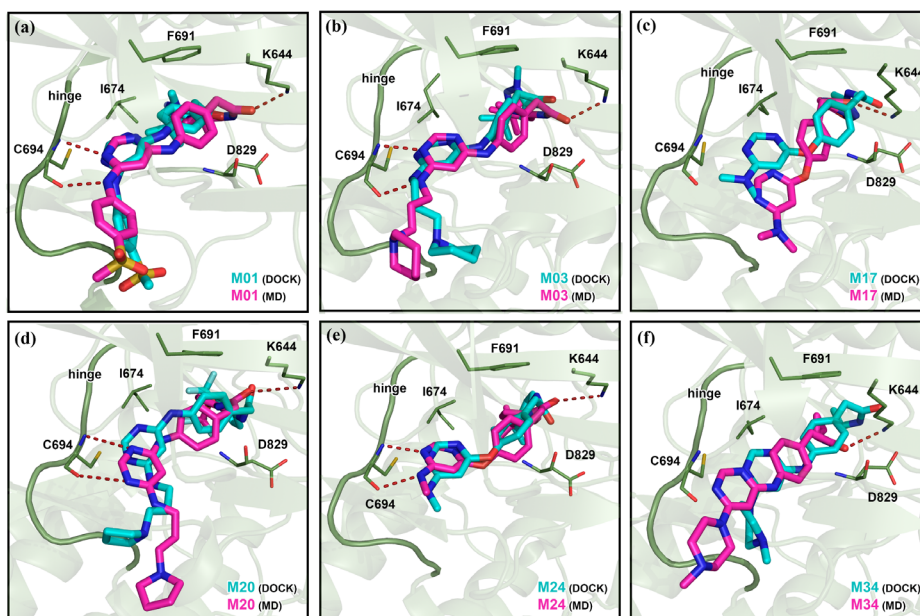 (a)
F691
K644
hinge
I674
C694
D829
M01 (DOCK)
M01 (MD)
(b)
F691
K644
hinge
I674
C694
D829
M03 (DOCK)
M03 (MD)
(c)
F691
hinge
I674
K644
C694
D829
M17 (DOCK)
M17 (MD)
(d)
F691
K644
hinge
I674
C694
D829
M20 (DOCK)
M20 (MD)
(e)
F691
K644
hinge
I674
D829
C694
M24 (DOCK)
M24 (MD)
(f)
F691
hinge
K644
I674
C694
D829
M34 (DOCK)
M34 (MD)